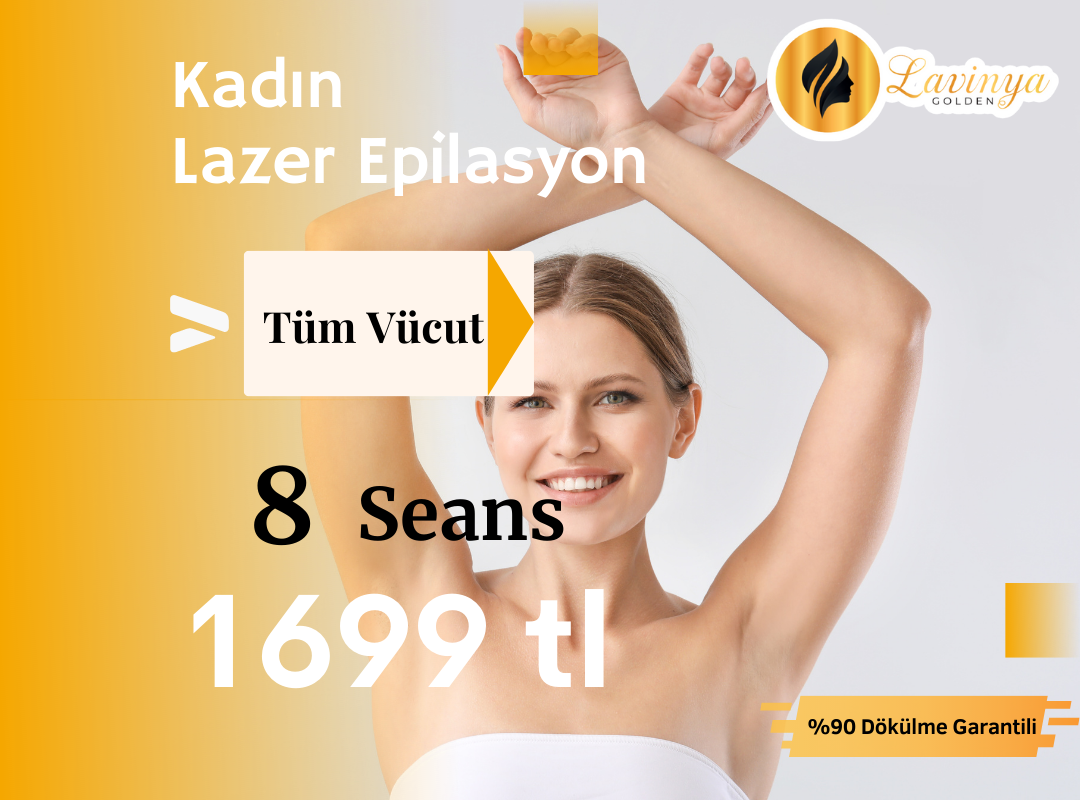 Kadın
Lazer Epilasyon
Lavinya
GOLDEN
Tüm Vücut
8 Seans
1699 tl
%90 Dökülme Garantili